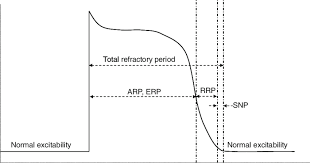 Total refractory period
ARP, ERP
RRP
SNP
Normal excitability
Normal excitability